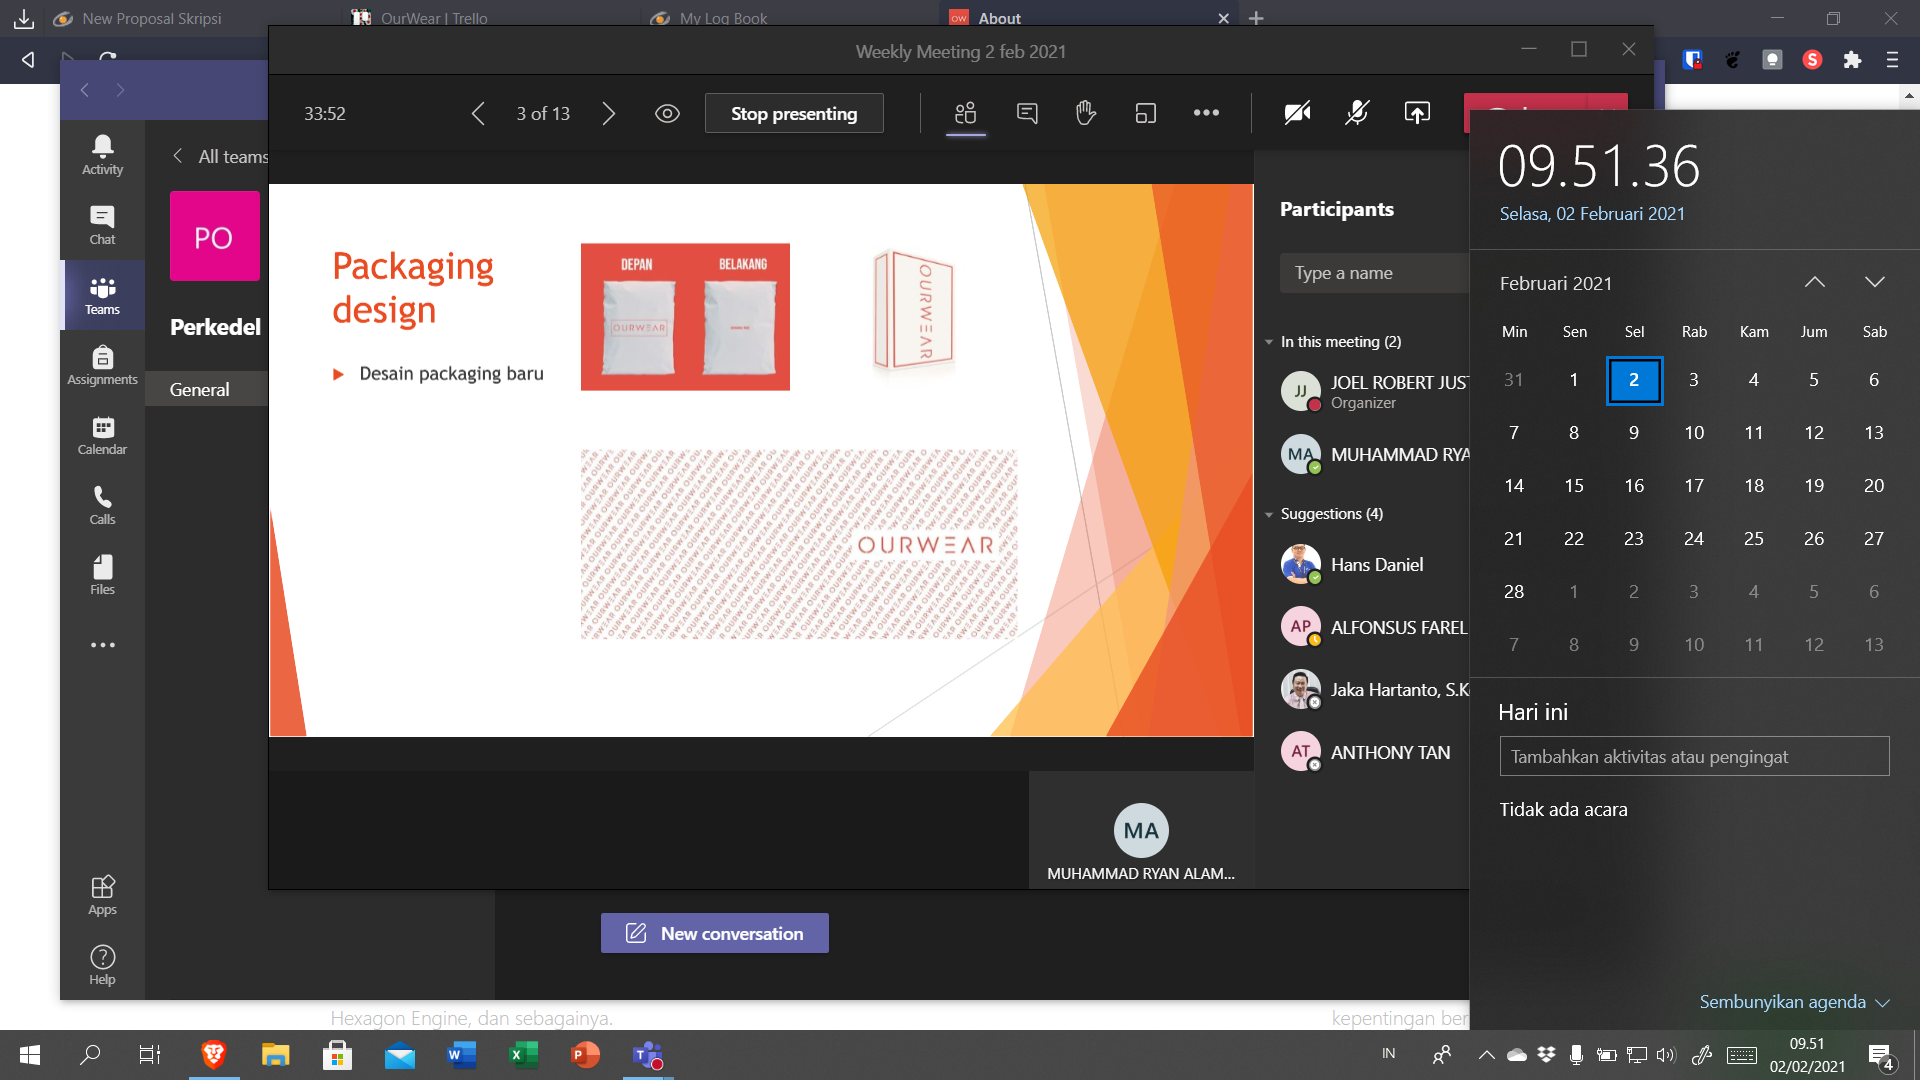 New Proposal Skripsi
OurWear | Trello
My Log Book
OW
About
Weekly Meeting 2 feb 2021
33:52
3 of 13
Stop presenting
Activity
Chat
Teams
Assignments
Calendar
Calls
Files
Apps
Help
All teams
PO
Perkedel
General
Packaging
design
Desain packaging baru
DEPAN
BELAKANG
OURWEAR
OURWEAR
OURWEAR
Participants
Type a name
In this meeting (2)
JJ
JOEL ROBERT JUST
Organizer
MA
MUHAMMAD RYA
Suggestions (4)
Hans Daniel
AP
ALFONSUS FAREL
Jaka Hartanto, S.K
AT
ANTHONY TAN
MA
MUHAMMAD RYAN ALAM...
New conversation
Hexagon Engine, dan sebagainya.
kepentingan ber
09.51.36
Selasa, 02 Februari 2021
Februari 2021
Min Sen Sel Rab Kam Jum Sab
31 1 2 3 4 5 6
7 8 9 10 11 12 13
14 15 16 17 18 19 20
21 22 23 24 25 26 27
28 1 2 3 4 5 6
7 8 9 10 11 12 13
Hari ini
Tambahkan aktivitas atau pengingat
Tidak ada acara
Sembunyikan agenda
IN
09.51
02/02/2021
4